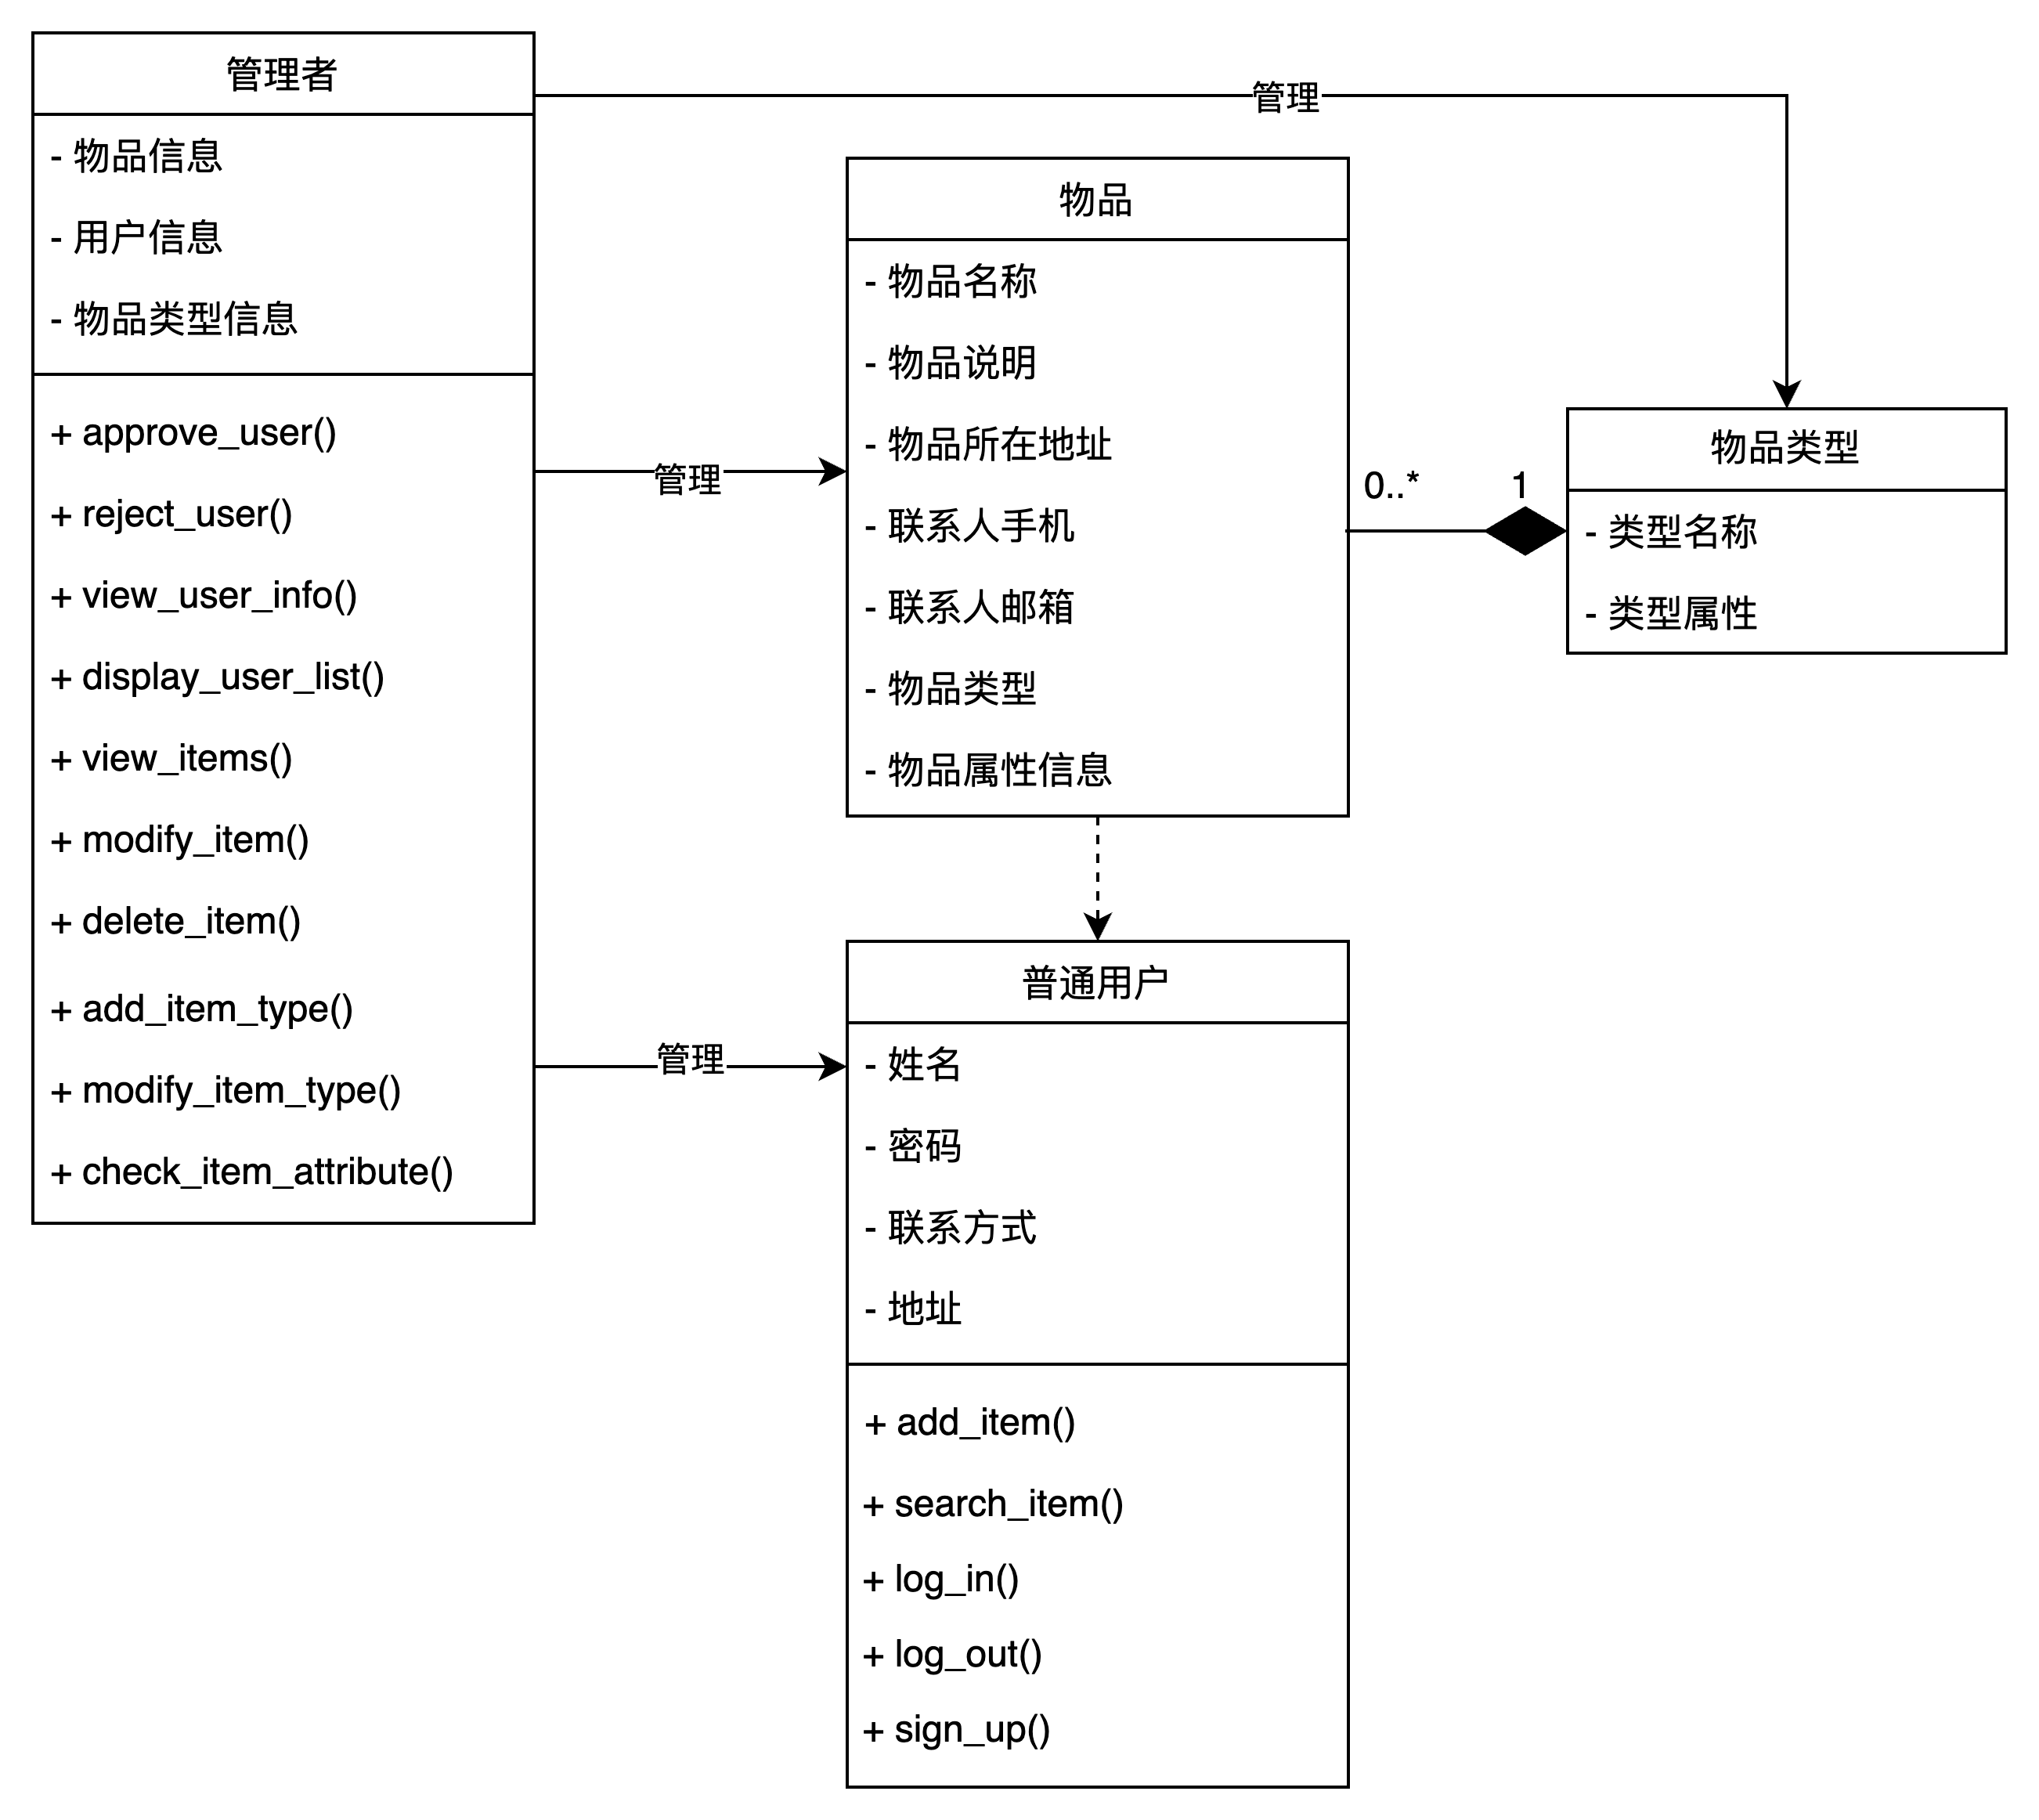 管理者
- 物品信息
- 用户信息
- 物品类型信息
+ approve_user()
+ reject_user()
+ view_user_info()
+ display_user_list()
+ view_items()
+ modify_item()
+ delete_item()
+ add_item_type()
+ modify_item_type()
+ check_item_attribute()
管理
管理
管理
物品
- 物品名称
- 物品说明
- 物品所在地址
- 联系人手机
- 联系人邮箱
- 物品类型
- 物品属性信息
0..*
1
物品类型
- 类型名称
- 类型属性
普通用户
- 姓名
- 密码
- 联系方式
- 地址
+ add_item()
+ search_item()
+ log_in()
+ log_out()
+ sign_up()